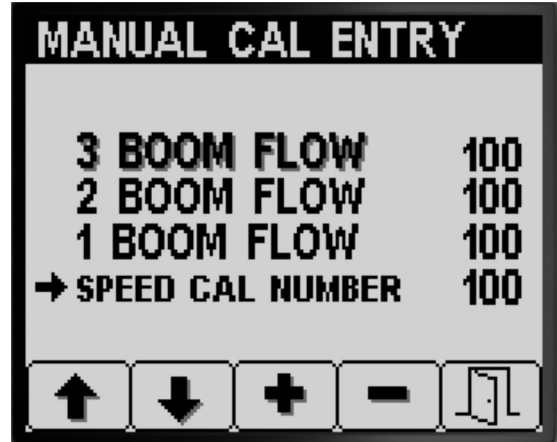 MANUAL CAL ENTRY
3 BOOM FLOW 100
2 BOOM FLOW 100
1 BOOM FLOW 100
SPEED CAL NUMBER 100